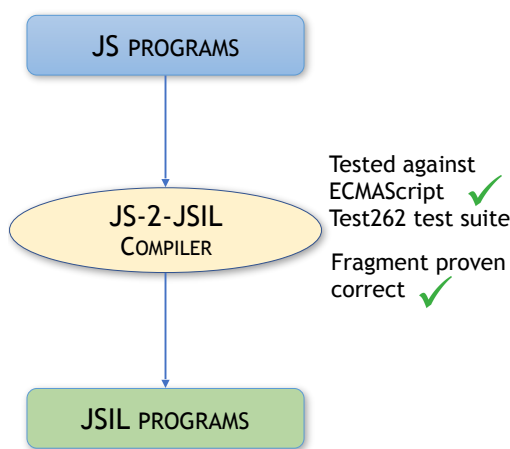 JS PROGRAMS
JS-2-JSIL
COMPILER
Tested against
ECMAScript
Test262 test suite
Fragment proven
correct
JSIL PROGRAMS